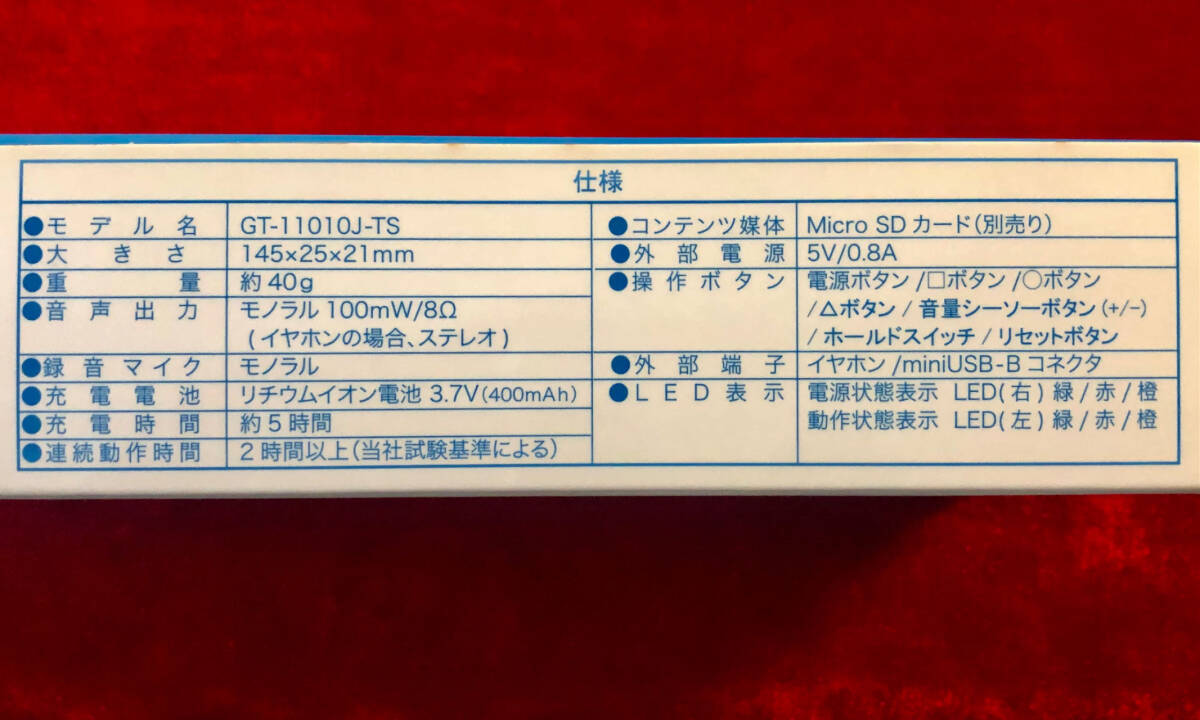 仕様
●モデル名 GT-11010J-TS
●大きさ 145×25×21mm
●重量 約40g
●音声出力 モノラル 100mW/8Ω
(イヤホンの場合、ステレオ)
●録音マイク モノラル
●充電電池 リチウムイオン電池 3.7V(400mAh)
●充電時間 約5時間
●連続動作時間 2時間以上(当社試験基準による)
●コンテンツ媒体 Micro SDカード(別売り)
●外部電源 5V/0.8A
●操作ボタン 電源ボタン/□ボタン/○ボタン
/△ボタン/音量シーソーボタン(+/-)
/ホールドスイッチ/リセットボタン
●外部端子 イヤホン/miniUSB-Bコネクタ
●LED表示 電源状態表示 LED(右)緑/赤/橙
動作状態表示 LED(左)緑/赤/橙